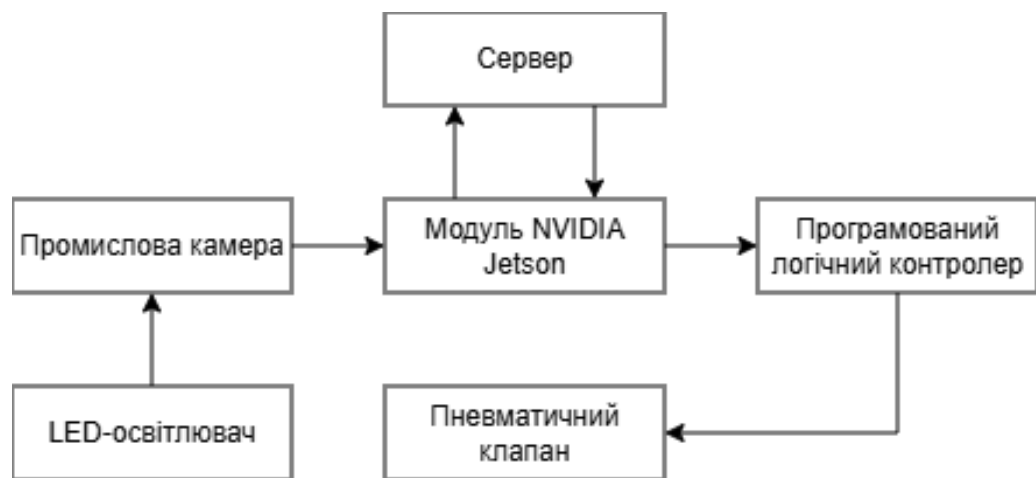 Сервер
Промислова камера
Модуль NVIDIA
Jetson
Програмований
логічний контролер
LED-освітлювач
Пневматичний
клапан